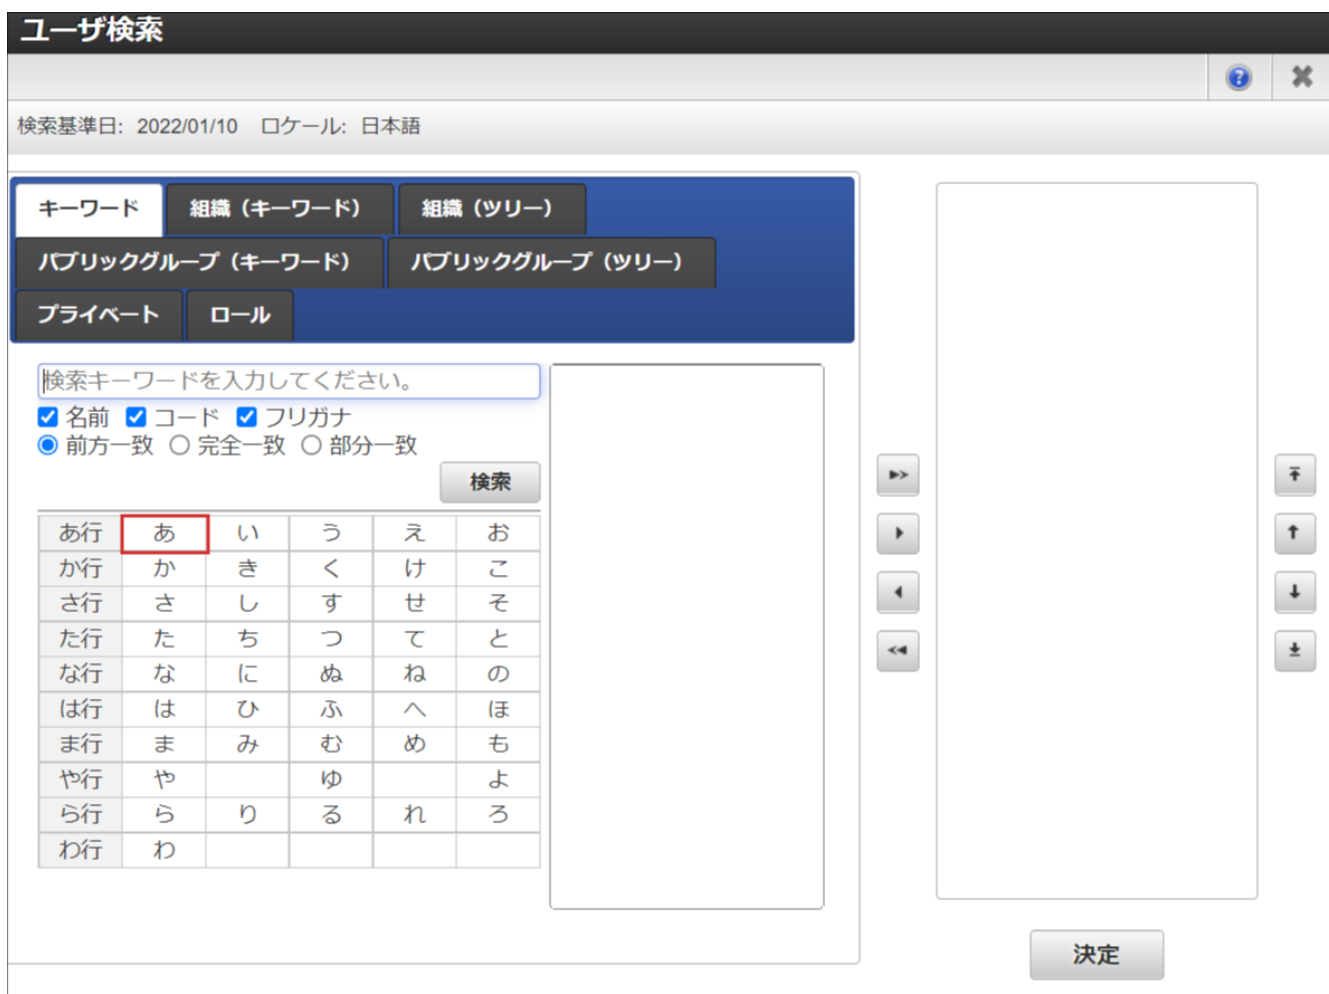 ユーザ検索
検索基準日: 2022/01/10 ロケール: 日本語
キーワード 組織（キーワード） 組織（ツリー）
パブリックグループ（キーワード） パブリックグループ（ツリー）
プライベート ロール
検索キーワードを入力してください。
名前 コード フリガナ
前方一致 完全一致 部分一致
検索
あ行 あ い う え お
か行 か き く け こ
さ行 さ し す せ そ
た行 た ち つ て と
な行 な に ぬ ね の
は行 は ひ ふ へ ほ
ま行 ま み む め も
や行 や ゆ よ
ら行 ら り る れ ろ
わ行 わ
決定